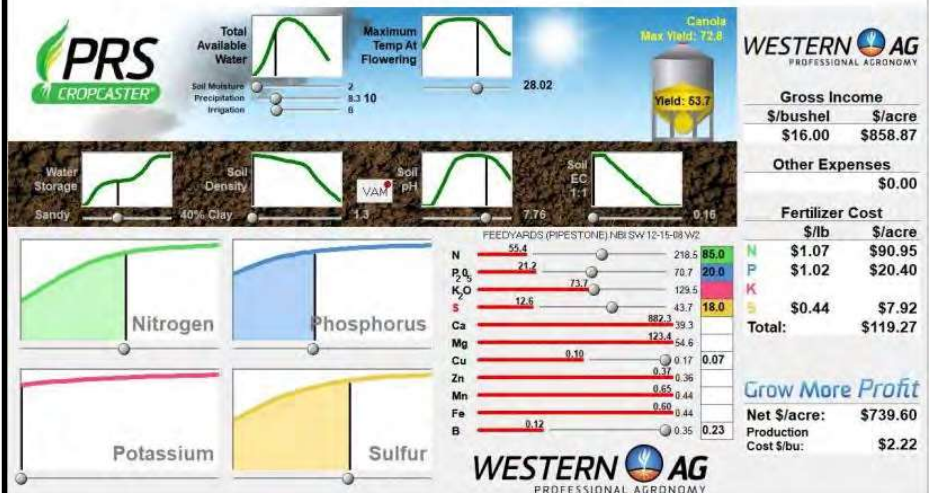 PRS
CROPCASTER®
Total
Available
Water
Maximum
Temp At
Flowering
Soil Moisture 2
Precipitation 8.3 10
Irrigation 6
28.02
Canola
Max Yield: 72.8
Yield: 53.7
Water
Storage
Sandy
40% Clay
Soil
Density
1.3
VAM
Soil
pH
7.76
Soil
EC
1:1
0.16
Nitrogen
Phosphorus
Potassium
Sulfur
FEEDYARDS (PIPESTONE) NBI SW 12-15-08 W2
N 55.4 218.5 85.0
P2O5 21.2 70.7 20.0
K2O 73.7 129.5
S 12.6 43.7 18.0
Ca 882.3 39.3
Mg 123.4 54.6
Cu 0.10 0.17 0.07
Zn 0.37 0.36
Mn 0.65 0.44
Fe 0.60 0.44
B 0.12 0.35 0.23
WESTERN AG
PROFESSIONAL AGRONOMY
WESTERN AG
PROFESSIONAL AGRONOMY
Gross Income
$/bushel $/acre
$16.00 $858.87
Other Expenses
$0.00
Fertilizer Cost
$/lb $/acre
N $1.07 $90.95
P $1.02 $20.40
K
S $0.44 $7.92
Total: $119.27
Grow More Profit
Net $/acre: $739.60
Production
Cost $/bu: $2.22